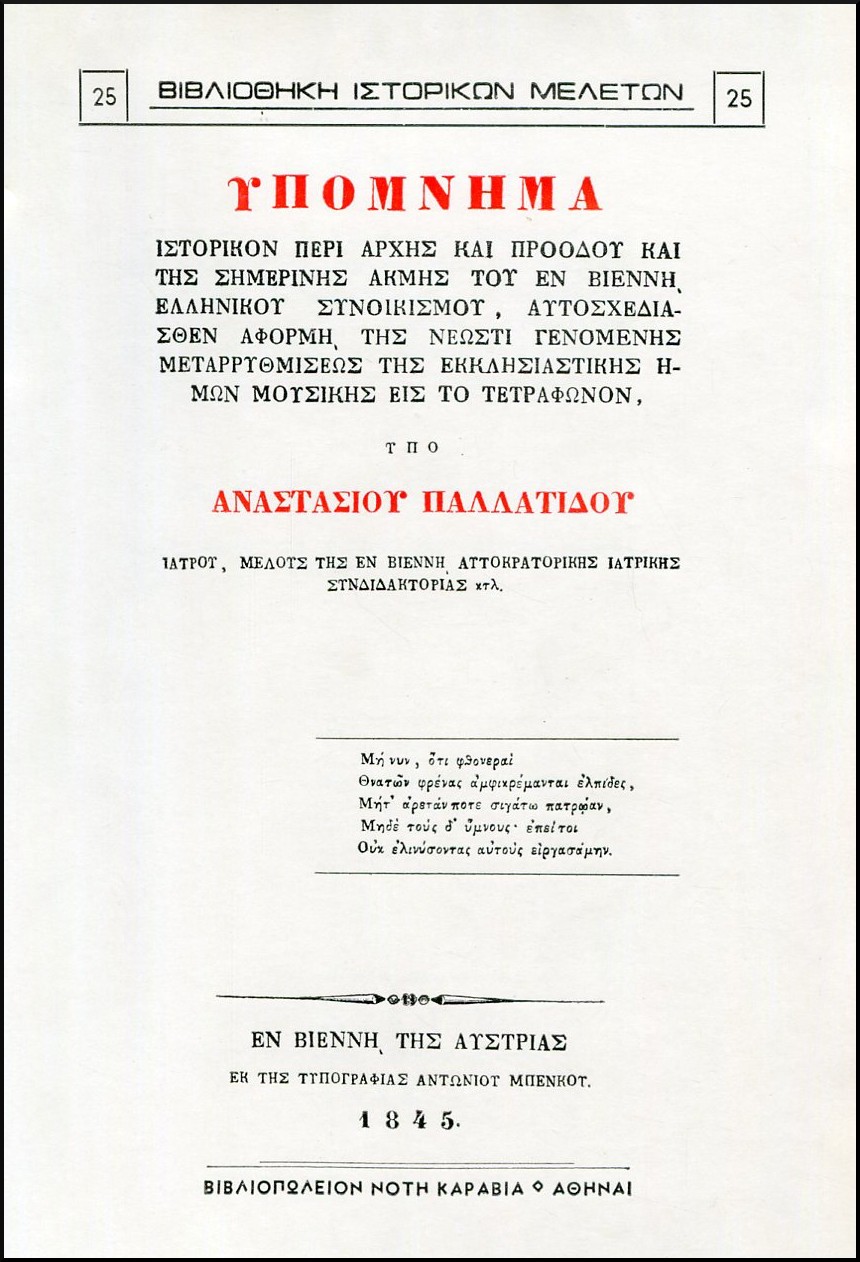 25 ΒΙΒΛΙΟΘΗΚΗ ΙΣΤΟΡΙΚΩΝ ΜΕΛΕΤΩΝ 25
ΥΠΟΜΝΗΜΑ
ΙΣΤΟΡΙΚΟΝ ΠΕΡΙ ΑΡΧΗΣ ΚΑΙ ΠΡΟΟΔΟΥ ΚΑΙ
ΤΗΣ ΣΗΜΕΡΙΝΗΣ ΑΚΜΗΣ ΤΟΥ ΕΝ ΒΙΕΝΝΗͺ
ΕΛΛΗΝΙΚΟΥ ΣΥΝΟΙΚΙΣΜΟΥ, ΑΥΤΟΣΧΕΔΙΑ-
ΣΘΕΝ ΑΦΟΡΜΗͺ ΤΗΣ ΝΕΩΣΤΙ ΓΕΝΟΜΕΝΗΣ
ΜΕΤΑΡΡΥΘΜΙΣΕΩΣ ΤΗΣ ΕΚΚΛΗΣΙΑΣΤΙΚΗΣ Η-
ΜΩΝ ΜΟΥΣΙΚΗΣ ΕΙΣ ΤΟ ΤΕΤΡΑΦΩΝΟΝ,
ΥΠΟ
ΑΝΑΣΤΑΣΙΟΥ ΠΑΛΛΑΤΙΔΟΥ
ΙΑΤΡΟΥ, ΜΕΛΟΥΣ ΤΗΣ ΕΝ ΒΙΕΝΝΗͺ ΑΥΤΟΚΡΑΤΟΡΙΚΗΣ ΙΑΤΡΙΚΗΣ
ΣΥΝΔΙΔΑΚΤΟΡΙΑΣ κτλ.
Μή νυν, ὅτι φθονεραὶ
Θνατῶν φρένας ἀμφικρέμανται ἐλπίδες,
Μήτ' ἀρετάν ποτε σιγάτω πατρῴαν,
Μηδὲ τούς δ' ὕμνους· ἐπείτοι
Οὐκ ἐλινύσοντας αὐτούς εἰργασάμην.
ΕΝ ΒΙΕΝΝΗͺ ΤΗΣ ΑΥΣΤΡΙΑΣ
ΕΚ ΤΗΣ ΤΥΠΟΓΡΑΦΙΑΣ ΑΝΤΩΝΙΟΥ ΜΠΕΝΚΟΥ.
1845.
ΒΙΒΛΙΟΠΩΛΕΙΟΝ ΝΟΤΗ ΚΑΡΑΒΙΑ ⋄ ΑΘΗΝΑΙ